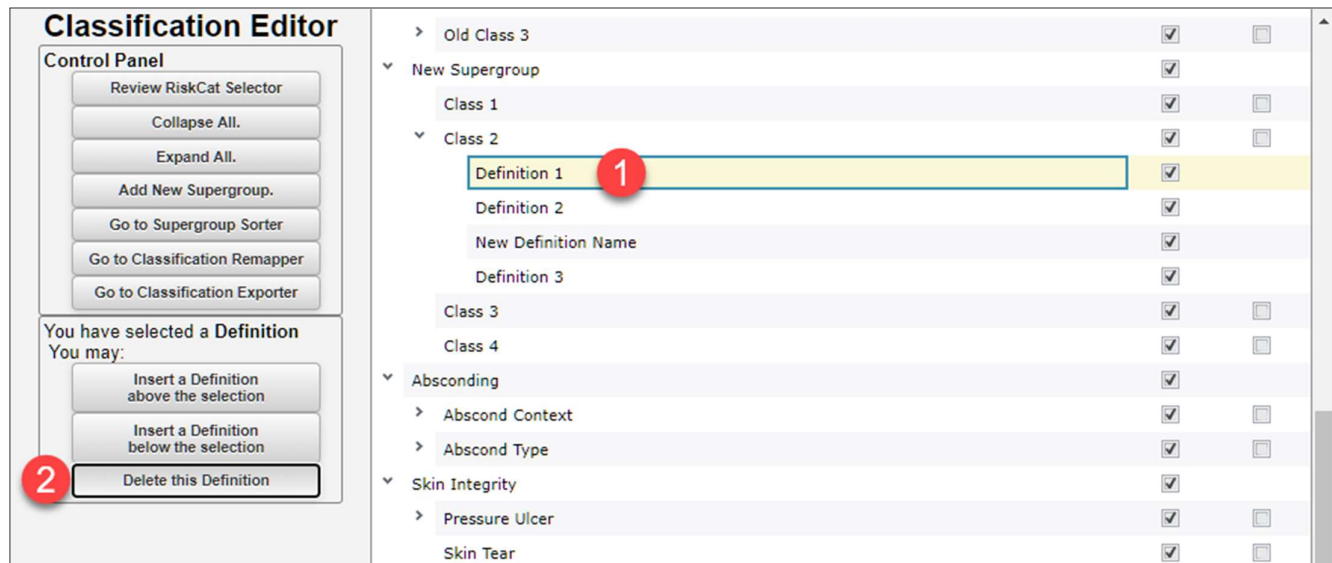 Classification Editor
Control Panel
Review RiskCat Selector
Collapse All.
Expand All.
Add New Supergroup.
Go to Supergroup Sorter
Go to Classification Remapper
Go to Classification Exporter
You have selected a Definition
You may:
Insert a Definition
above the selection
Insert a Definition
below the selection
2 Delete this Definition
Old Class 3
New Supergroup
Class 1
Class 2
Definition 1 1
Definition 2
New Definition Name
Definition 3
Class 3
Class 4
Absconding
Abscond Context
Abscond Type
Skin Integrity
Pressure Ulcer
Skin Tear